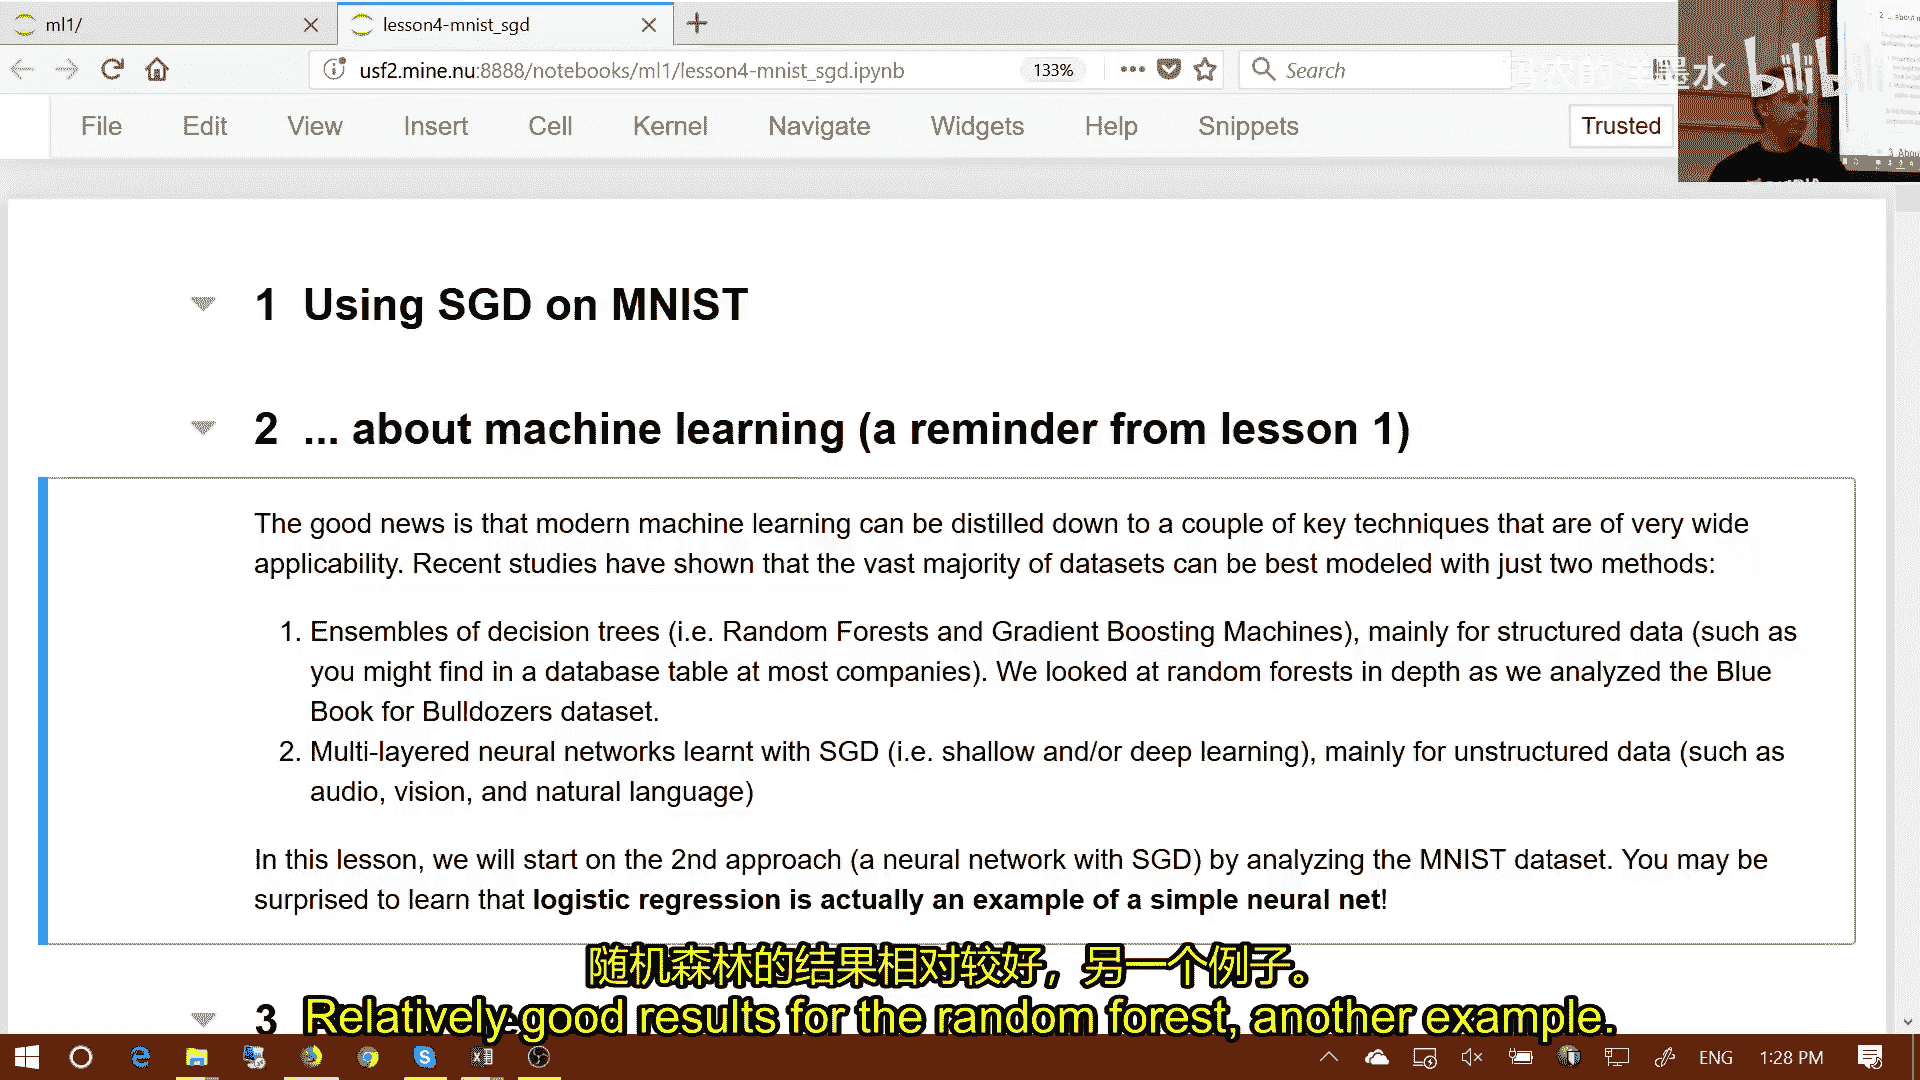 ml1/
lesson4-mnist_sgd
usf2.mine.nu:8888/notebooks/ml1/lesson4-mnist_sgd.ipynb
133%
Search
bilibili
File Edit View Insert Cell Kernel Navigate Widgets Help Snippets
Trusted
1 Using SGD on MNIST
2 ... about machine learning (a reminder from lesson 1)
The good news is that modern machine learning can be distilled down to a couple of key techniques that are of very wide
applicability. Recent studies have shown that the vast majority of datasets can be best modeled with just two methods:
1. Ensembles of decision trees (i.e. Random Forests and Gradient Boosting Machines), mainly for structured data (such as
you might find in a database table at most companies). We looked at random forests in depth as we analyzed the Blue
Book for Bulldozers dataset.
2. Multi-layered neural networks learnt with SGD (i.e. shallow and/or deep learning), mainly for unstructured data (such as
audio, vision, and natural language)
In this lesson, we will start on the 2nd approach (a neural network with SGD) by analyzing the MNIST dataset. You may be
surprised to learn that logistic regression is actually an example of a simple neural net!
随机森林的结果相对较好，另一个例子。
3
Relatively good results for the random forest, another example.
ENG
1:28 PM